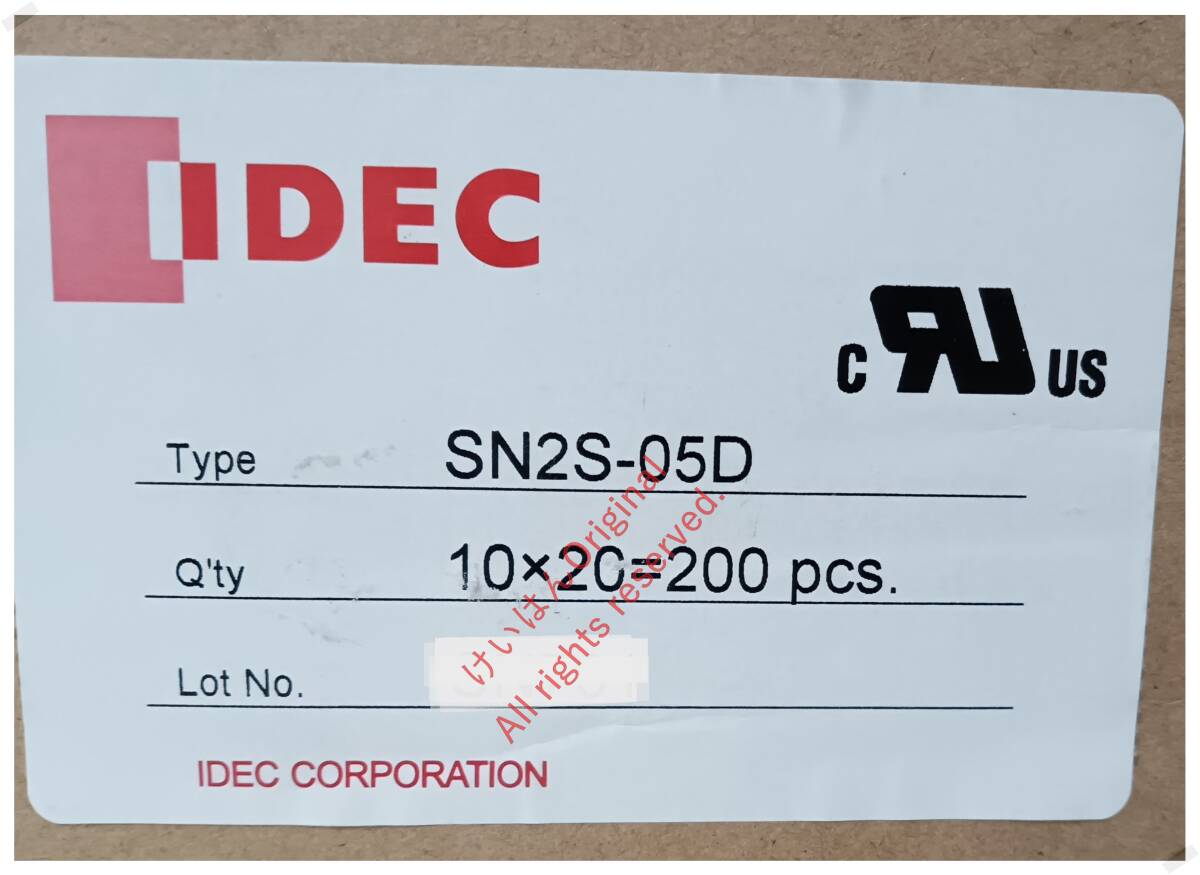 IDEC
c RU US
Type SN2S-05D
Q'ty 10×20=200 pcs.
Lot No.
IDEC CORPORATION
けいはん Original
All rights reserved.